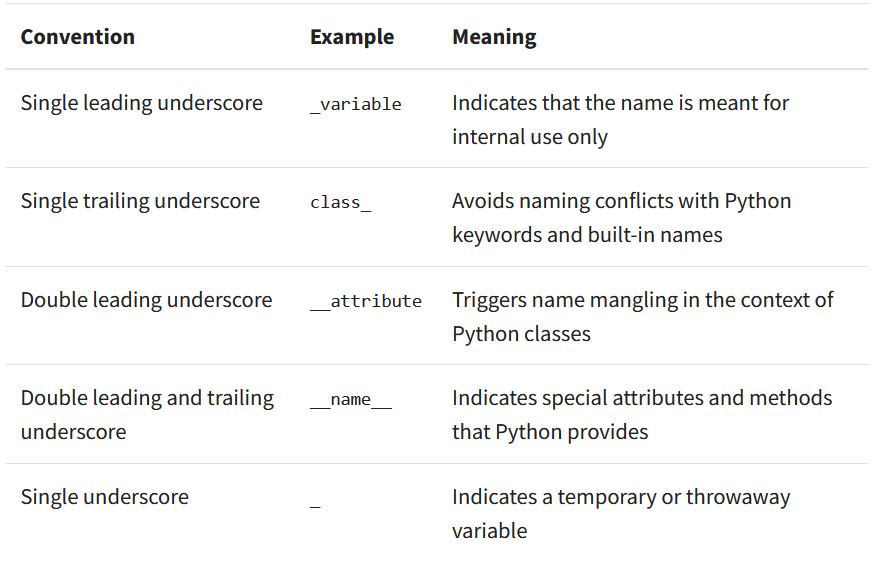 Convention Example Meaning
Single leading underscore _variable Indicates that the name is meant for
internal use only
Single trailing underscore class_ Avoids naming conflicts with Python
keywords and built-in names
Double leading underscore __attribute Triggers name mangling in the context of
Python classes
Double leading and trailing __name__ Indicates special attributes and methods
underscore that Python provides
Single underscore _ Indicates a temporary or throwaway
variable